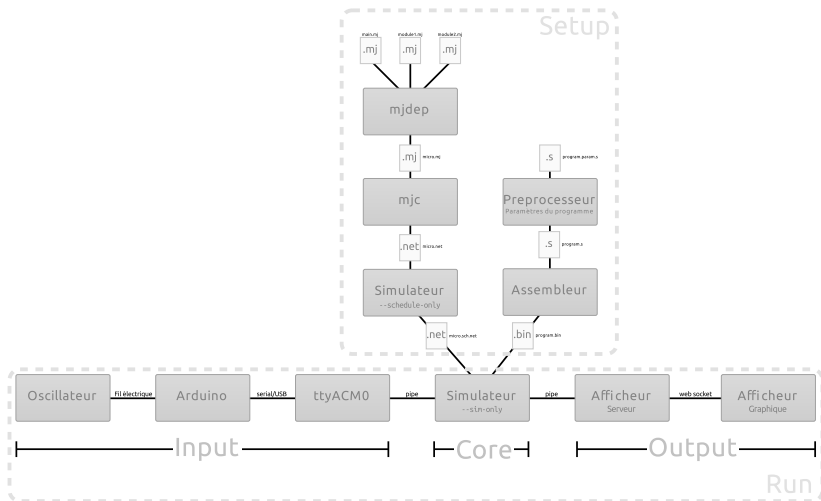 Setup
main.mj
module1.mj
module2.mj
.mj
.mj
.mj
mjdep
.mj
micro.mj
.s
program.param.s
mjc
Preprocesseur
Paramètres du programme
.net
micro.net
.s
program.s
Simulateur
--schedule-only
Assembleur
.net
micro.sch.net
.bin
program.bin
Oscillateur
Fil électrique
Arduino
serial/USB
ttyACM0
pipe
Simulateur
--sim-only
pipe
Afficheur
Serveur
web socket
Afficheur
Graphique
Input
Core
Output
Run